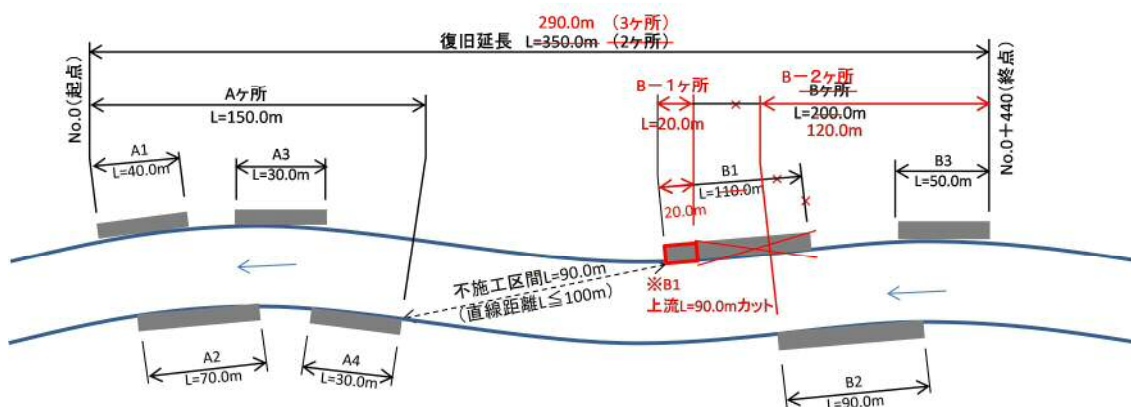 290.0m (3ヶ所)
復旧延長 L=350.0m (2ヶ所)
No.0(起点)
Aヶ所
L=150.0m
B－1ヶ所
L=20.0m
B－2ヶ所
Bヶ所
L=200.0m
120.0m
No.0＋440(終点)
A1
L=40.0m
A3
L=30.0m
B1
L=110.0m
20.0m
B3
L=50.0m
不施工区間L=90.0m
(直線距離L≦100m)
※B1
上流L=90.0mカット
A2
L=70.0m
A4
L=30.0m
B2
L=90.0m